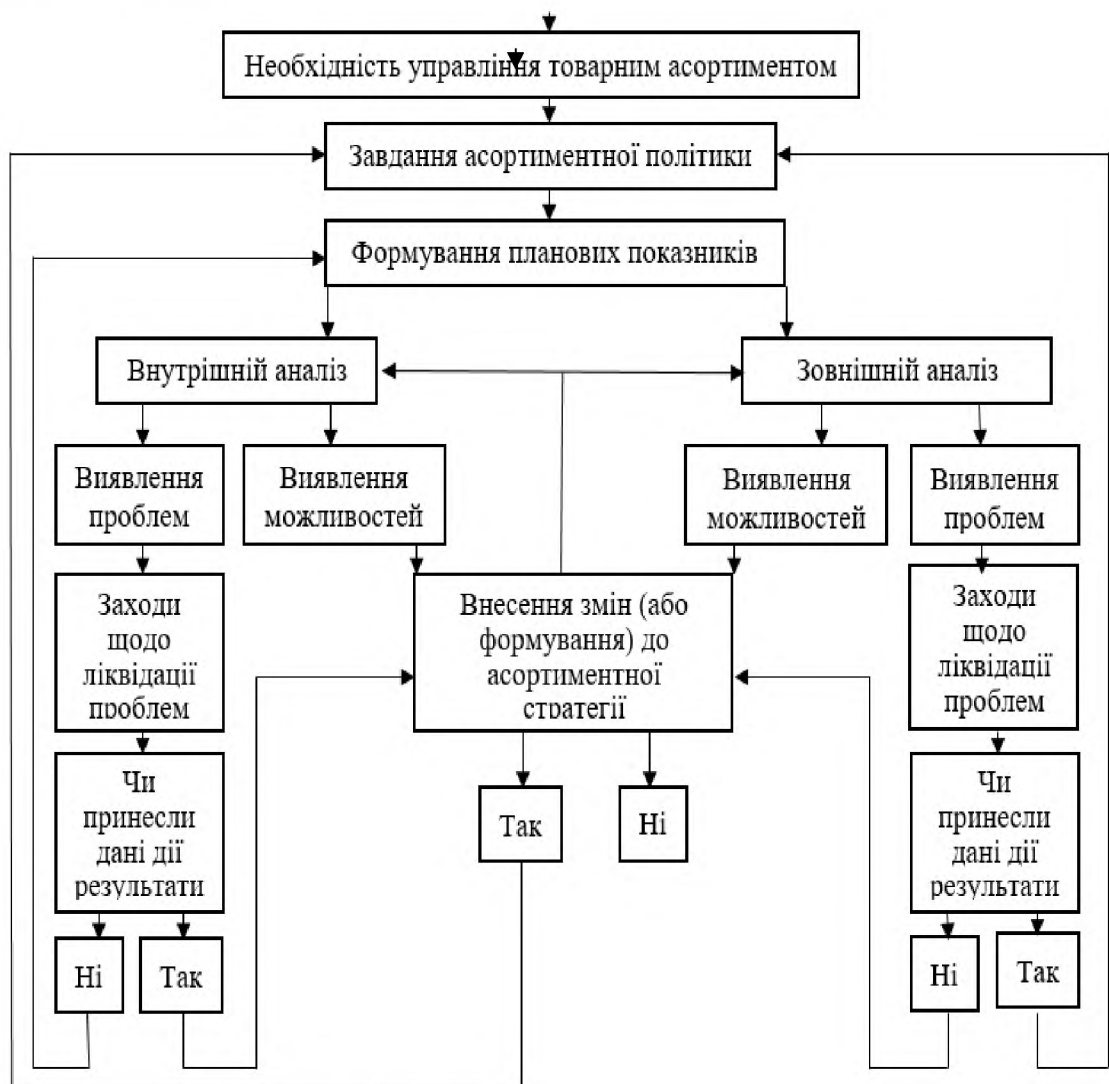 Необхідність управління товарним асортиментом
Завдання асортиментної політики
Формування планових показників
Внутрішній аналіз
Зовнішній аналіз
Виявлення
проблем
Виявлення
можливостей
Виявлення
можливостей
Виявлення
проблем
Заходи
щодо
ліквідації
проблем
Внесення змін (або
формування) до
асортиментної
стратегії
Заходи
щодо
ліквідації
проблем
Чи
принесли
дані дії
результати
Так
Ні
Чи
принесли
дані дії
результати
Ні
Так
Ні
Так